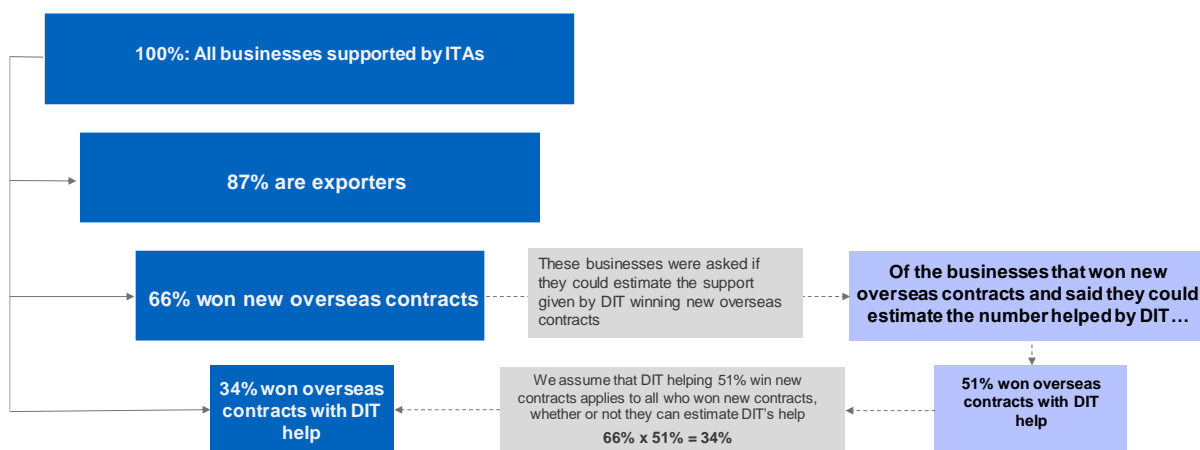 100%: All businesses supported by ITAs
87% are exporters
66% won new overseas contracts
These businesses were asked if
they could estimate the support
given by DIT winning new overseas
contracts
Of the businesses that won new
overseas contracts and said they could
estimate the number helped by DIT…
34% won overseas
contracts with DIT
help
We assume that DIT helping 51% win new
contracts applies to all who won new contracts,
whether or not they can estimate DIT's help
66% x 51% = 34%
51% won overseas
contracts with DIT
help